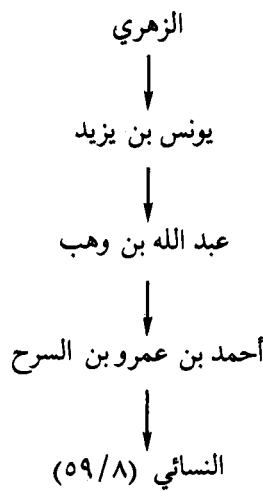 الزهري
يونس بن يزيد
عبد الله بن وهب
أحمد بن عمرو بن السرح
النسائي (٥٩/٨)